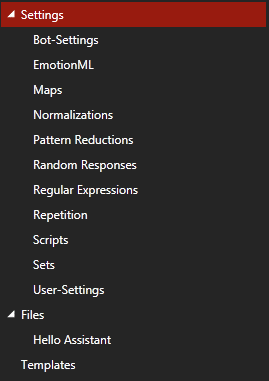 Settings
Bot-Settings
EmotionML
Maps
Normalizations
Pattern Reductions
Random Responses
Regular Expressions
Repetition
Scripts
Sets
User-Settings
Files
Hello Assistant
Templates